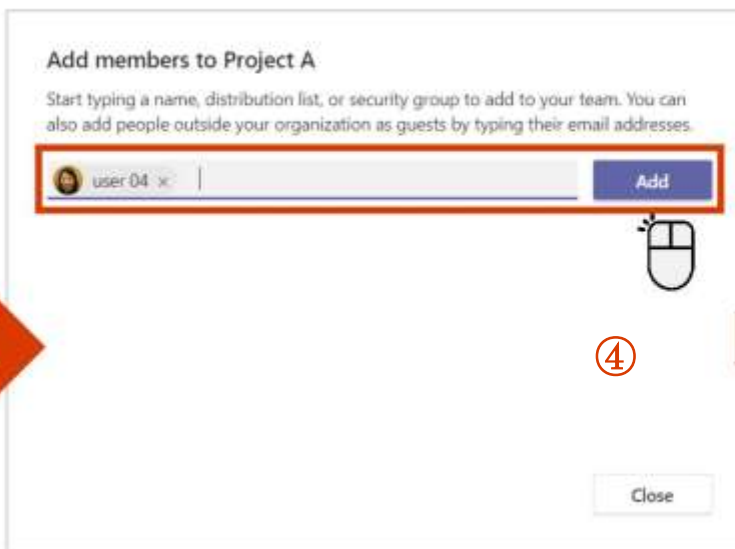 Add members to Project A
Start typing a name, distribution list, or security group to add to your team. You can
also add people outside your organization as guests by typing their email addresses.
user 04 × Add
④
Close